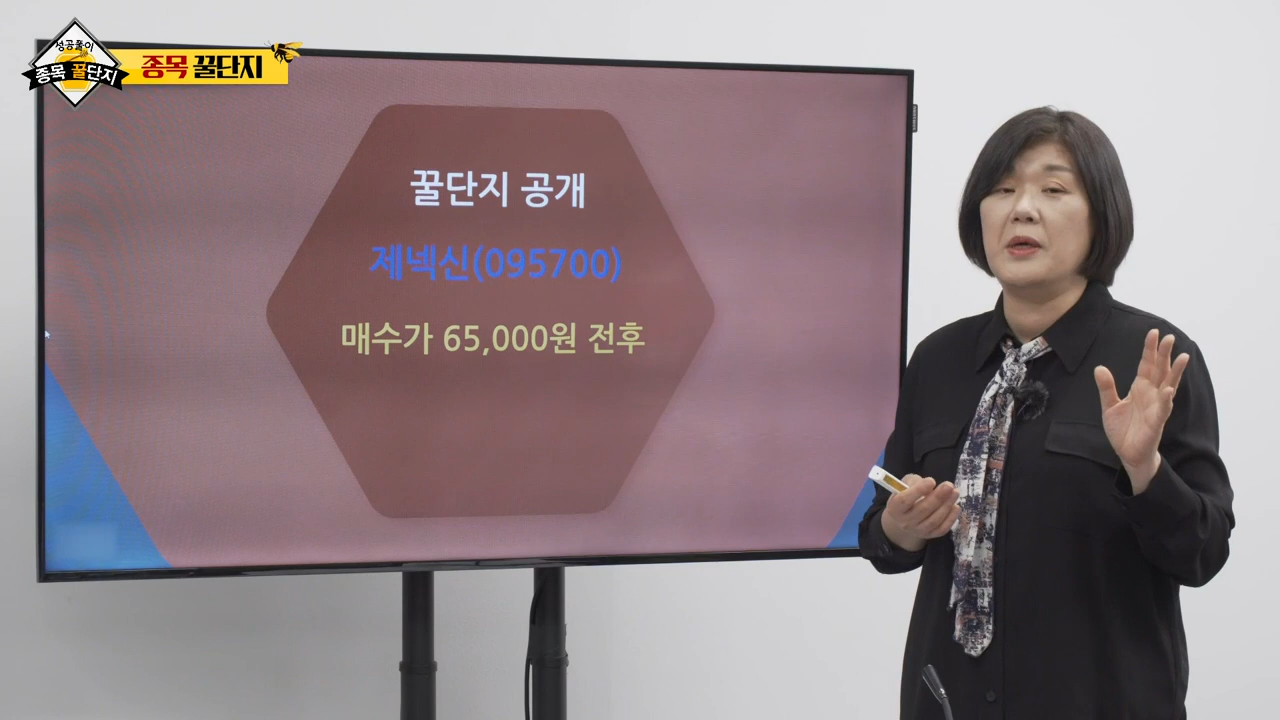 성공풀이
종목 꿀단지
종목 꿀단지
꿀단지 공개
제넥신(095700)
매수가 65,000원 전후